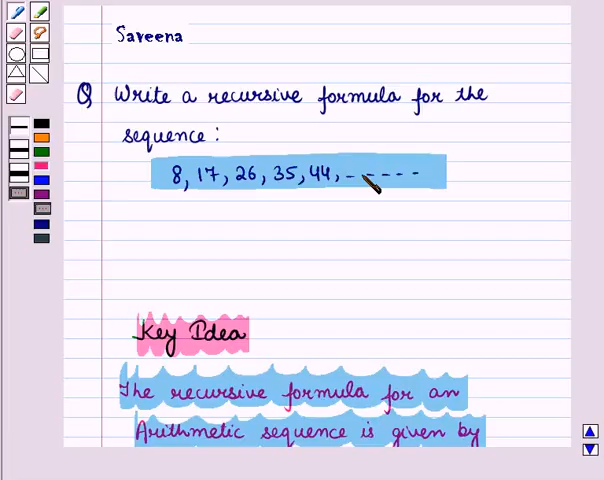 Saveena
Q Write a recursive formula for the
sequence :
8, 17, 26, 35, 44, ------
Key Idea
The recursive formula for an
Arithmetic sequence is given by